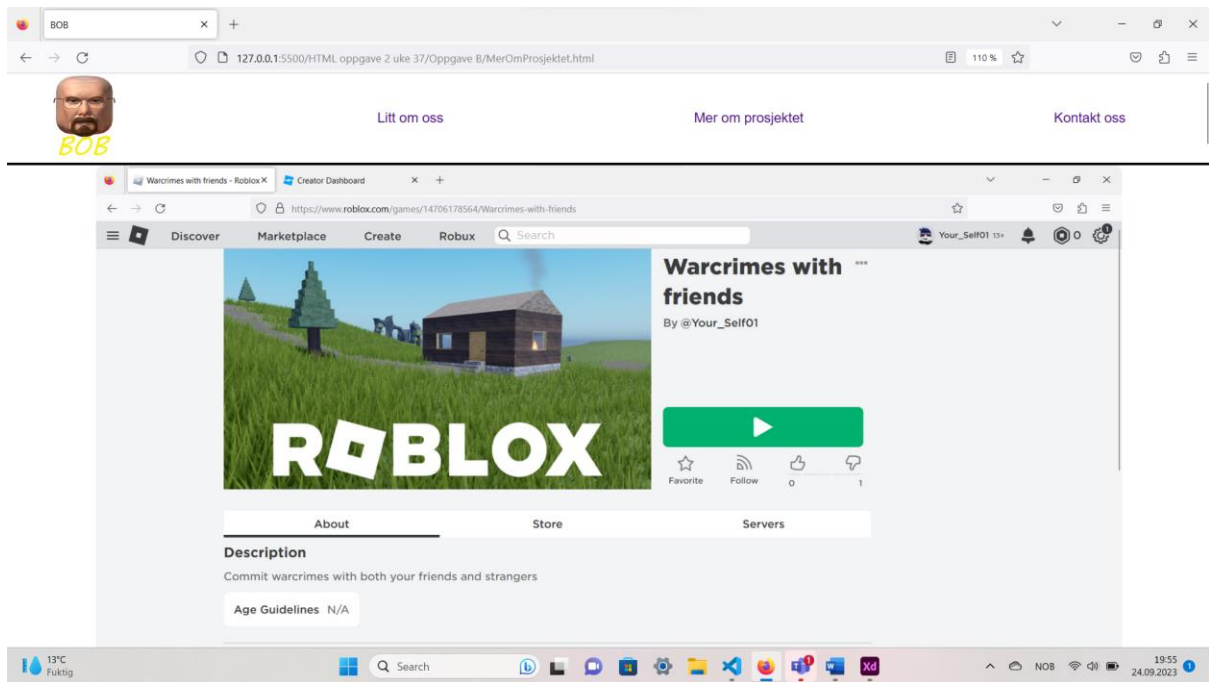 BOB
127.0.0.1:5500/HTML oppgave 2 uke 37/Oppgave B/MerOmProsjektet.html
110 %
BOB
Litt om oss
Mer om prosjektet
Kontakt oss
Warcrimes with friends - Roblox
Creator Dashboard
https://www.roblox.com/games/14706178564/Warcrimes-with-friends
Discover
Marketplace
Create
Robux
Search
Your_Self01 13+
0
Warcrimes with
friends
By @Your_Self01
ROBLOX
Favorite
Follow
0
1
About
Store
Servers
Description
Commit warcrimes with both your friends and strangers
Age Guidelines N/A
13°C
Fuktig
Search
Xd
NOB
19:55
24.09.2023
1